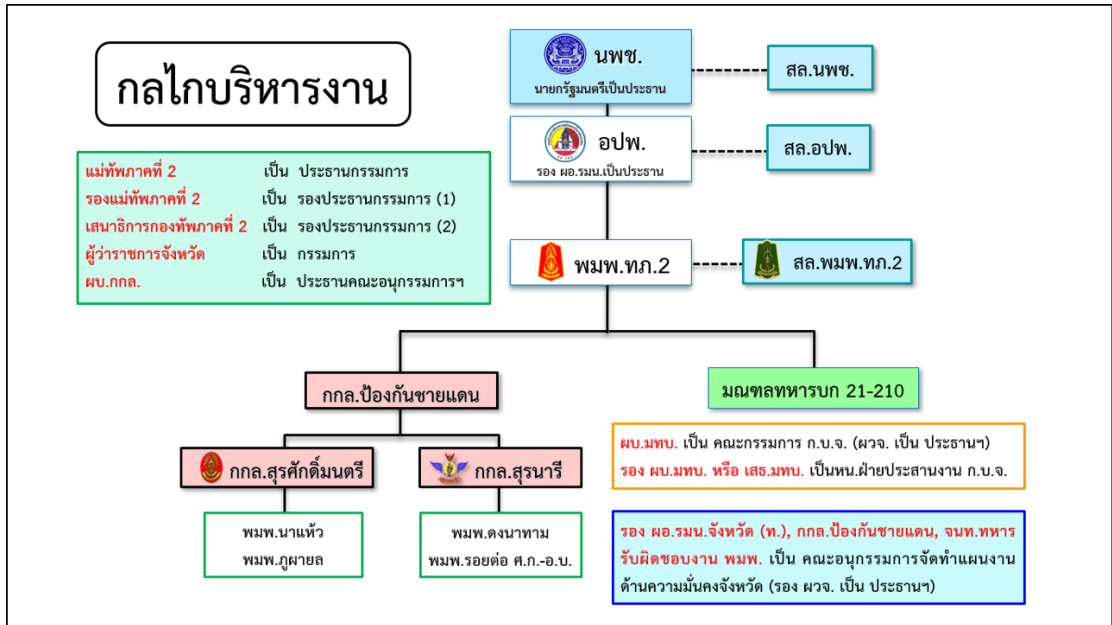 กลไกบริหารงาน
นพช.
นายกรัฐมนตรีเป็นประธาน
สล.นพช.
อปพ.
รอง ผอ.รมน.เป็นประธาน
สล.อปพ.
แม่ทัพภาคที่ 2 เป็น ประธานกรรมการ
รองแม่ทัพภาคที่ 2 เป็น รองประธานกรรมการ (1)
เสนาธิการกองทัพภาคที่ 2 เป็น รองประธานกรรมการ (2)
ผู้ว่าราชการจังหวัด เป็น กรรมการ
ผบ.กกล. เป็น ประธานคณะอนุกรรมการฯ
พมพ.ทภ.2
สล.พมพ.ทภ.2
กกล.ป้องกันชายแดน
มณฑลทหารบก 21-210
กกล.สุรศักดิ์มนตรี
กกล.สุรนารี
พมพ.นาแห้ว
พมพ.ภูผายล
พมพ.ดงนาทาม
พมพ.รอยต่อ ศ.ก.-อ.บ.
ผบ.มทบ. เป็น คณะกรรมการ ก.บ.จ. (ผวจ. เป็น ประธานฯ)
รอง ผบ.มทบ. หรือ เสธ.มทบ. เป็นหน.ฝ่ายประสานงาน ก.บ.จ.
รอง ผอ.รมน.จังหวัด (ท.), กกล.ป้องกันชายแดน, จนท.ทหาร
รับผิดชอบงาน พมพ. เป็น คณะอนุกรรมการจัดทำแผนงาน
ด้านความมั่นคงจังหวัด (รอง ผวจ. เป็น ประธานฯ)